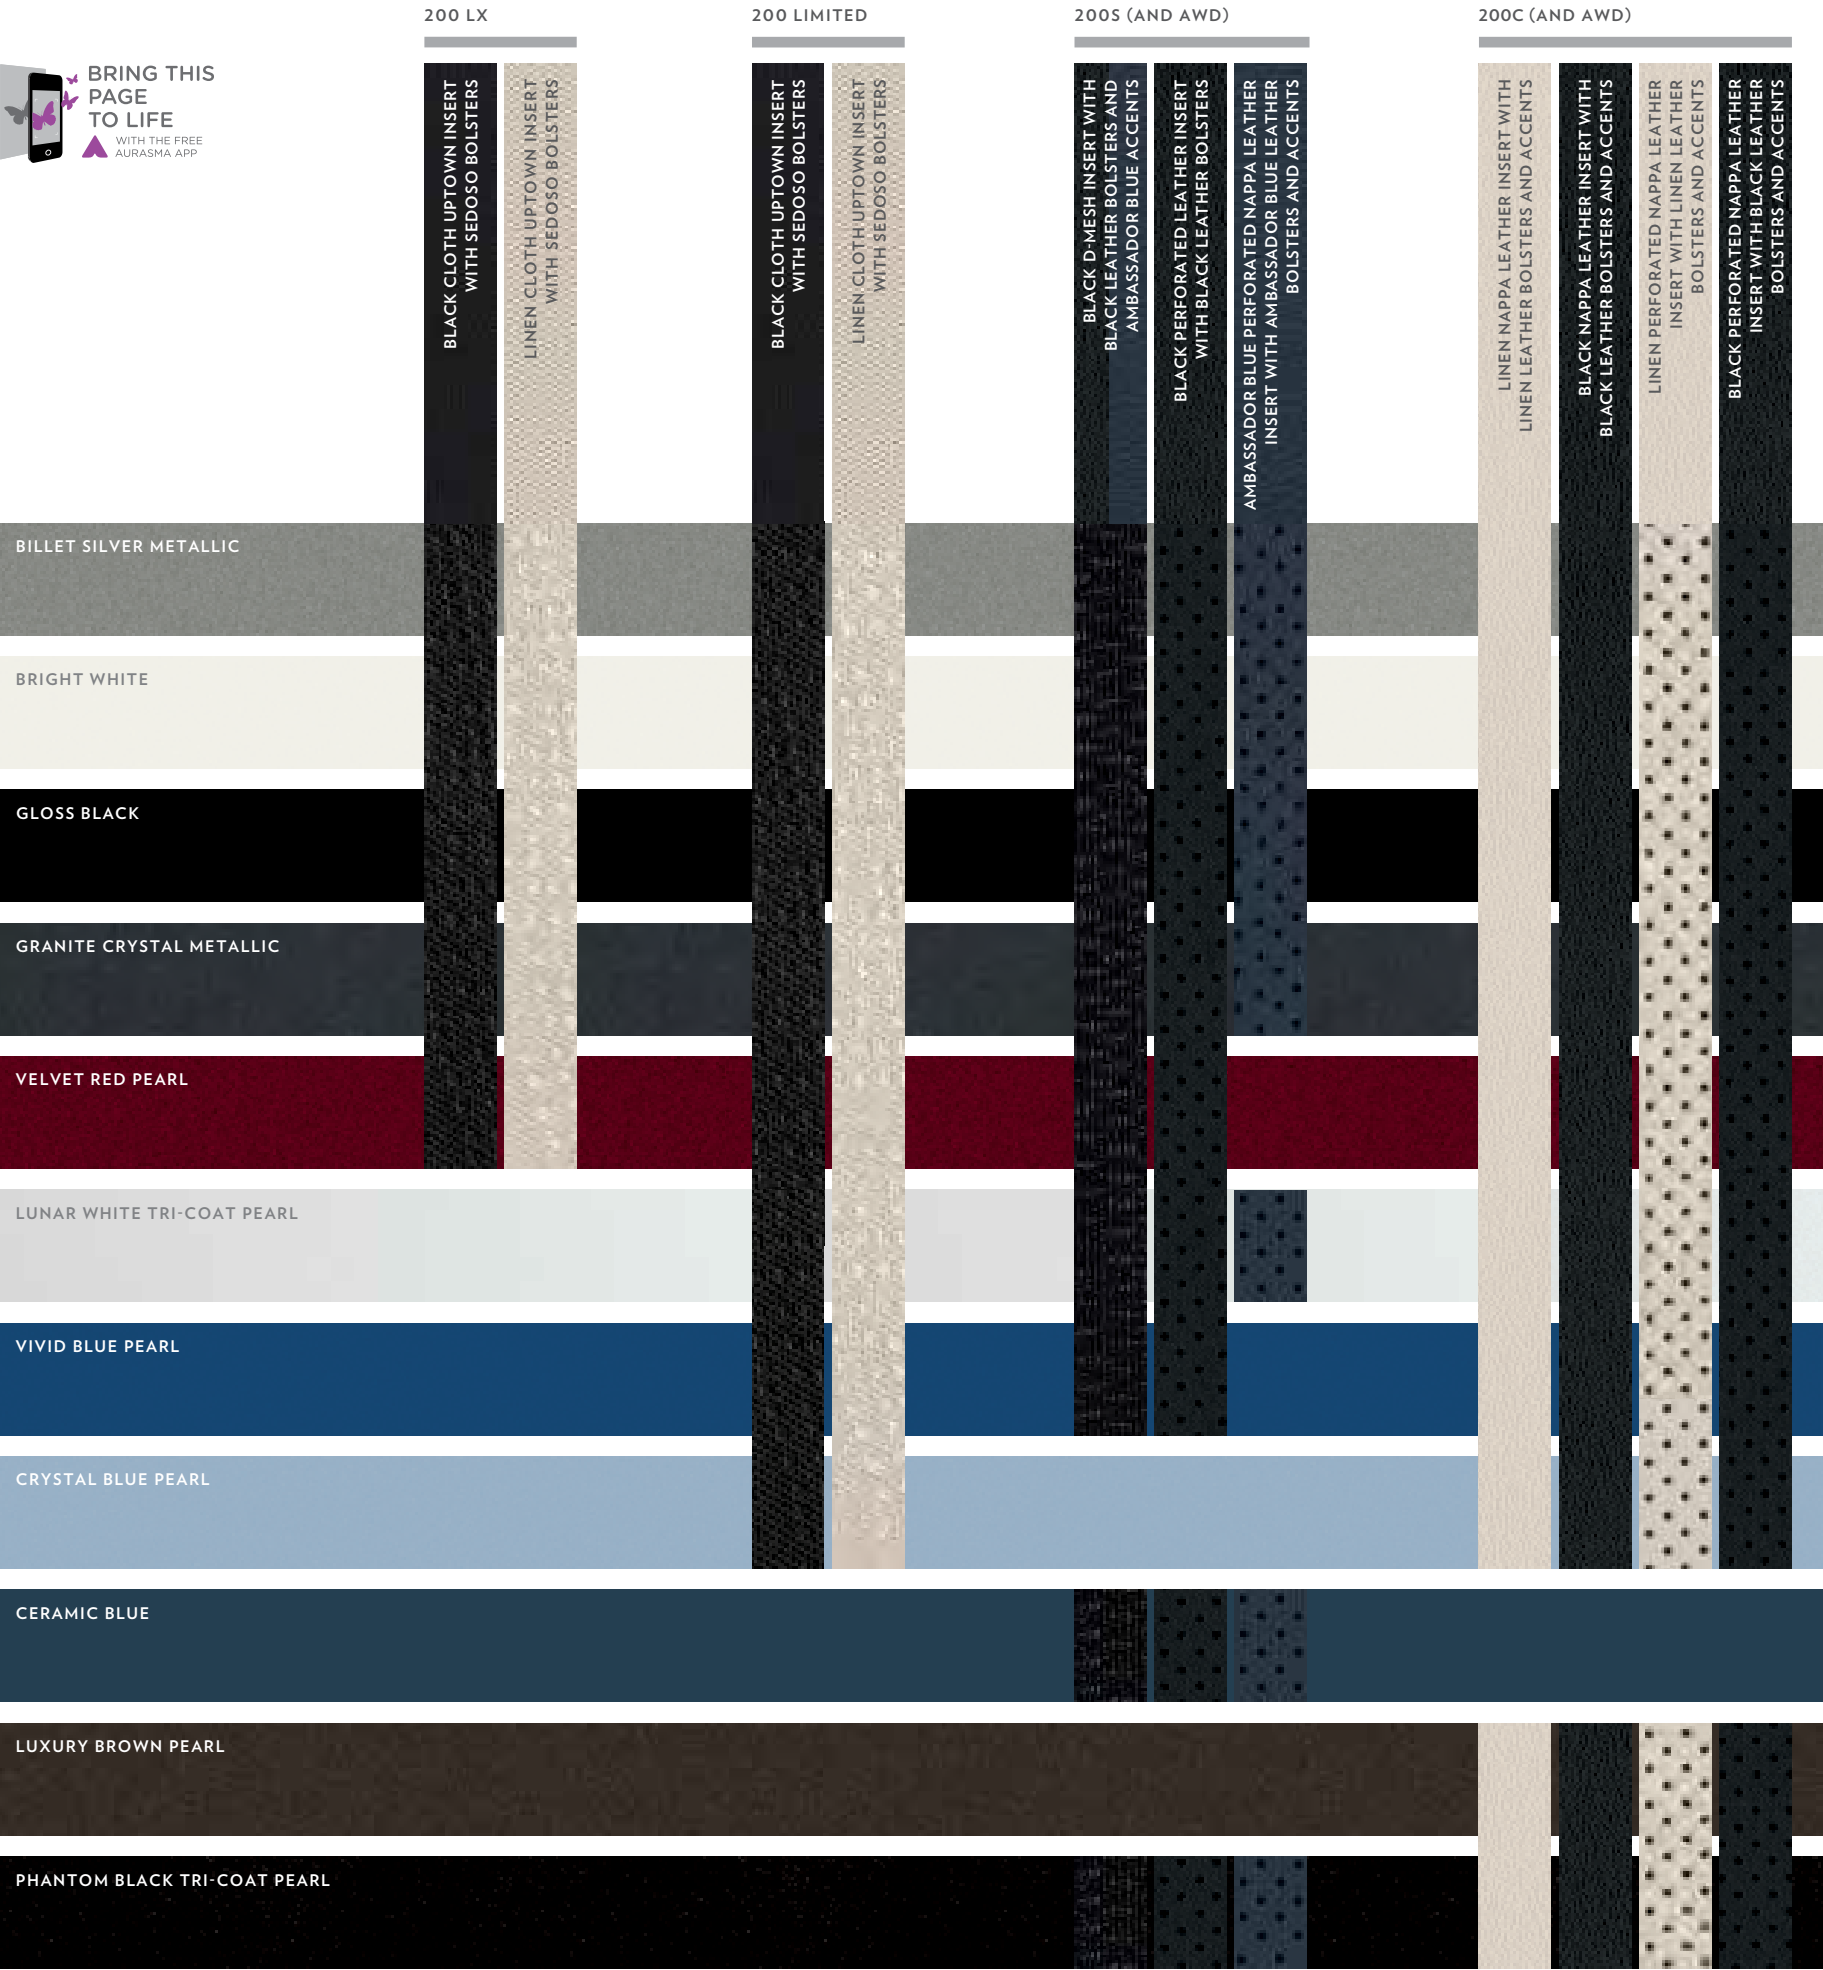 200 LX
200 LIMITED
200S (AND AWD)
200C (AND AWD)
BRING THIS
PAGE
TO LIFE
WITH THE FREE
AURASMA APP
BLACK CLOTH UPTOWN INSERT
WITH SEDOSO BOLSTERS
LINEN CLOTH UPTOWN INSERT
WITH SEDOSO BOLSTERS
BLACK CLOTH UPTOWN INSERT
WITH SEDOSO BOLSTERS
LINEN CLOTH UPTOWN INSERT
WITH SEDOSO BOLSTERS
BLACK D-MESH INSERT WITH
BLACK LEATHER BOLSTERS AND
AMBASSADOR BLUE ACCENTS
BLACK PERFORATED LEATHER INSERT
WITH BLACK LEATHER BOLSTERS
AMBASSADOR BLUE PERFORATED NAPPA LEATHER
INSERT WITH AMBASSADOR BLUE LEATHER
BOLSTERS AND ACCENTS
LINEN NAPPA LEATHER INSERT WITH
LINEN LEATHER BOLSTERS AND ACCENTS
BLACK NAPPA LEATHER INSERT WITH
BLACK LEATHER BOLSTERS AND ACCENTS
LINEN PERFORATED NAPPA LEATHER
INSERT WITH LINEN LEATHER
BOLSTERS AND ACCENTS
BLACK PERFORATED NAPPA LEATHER
INSERT WITH BLACK LEATHER
BOLSTERS AND ACCENTS
BILLET SILVER METALLIC
BRIGHT WHITE
GLOSS BLACK
GRANITE CRYSTAL METALLIC
VELVET RED PEARL
LUNAR WHITE TRI-COAT PEARL
VIVID BLUE PEARL
CRYSTAL BLUE PEARL
CERAMIC BLUE
LUXURY BROWN PEARL
PHANTOM BLACK TRI-COAT PEARL